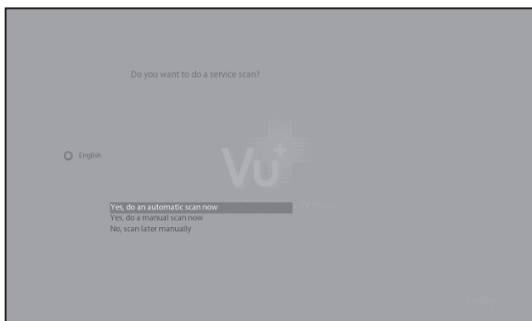 Do you want to do a service scan?
English
Vu+
Yes, do an automatic scan now
Yes, do a manual scan now
No, scan later manually